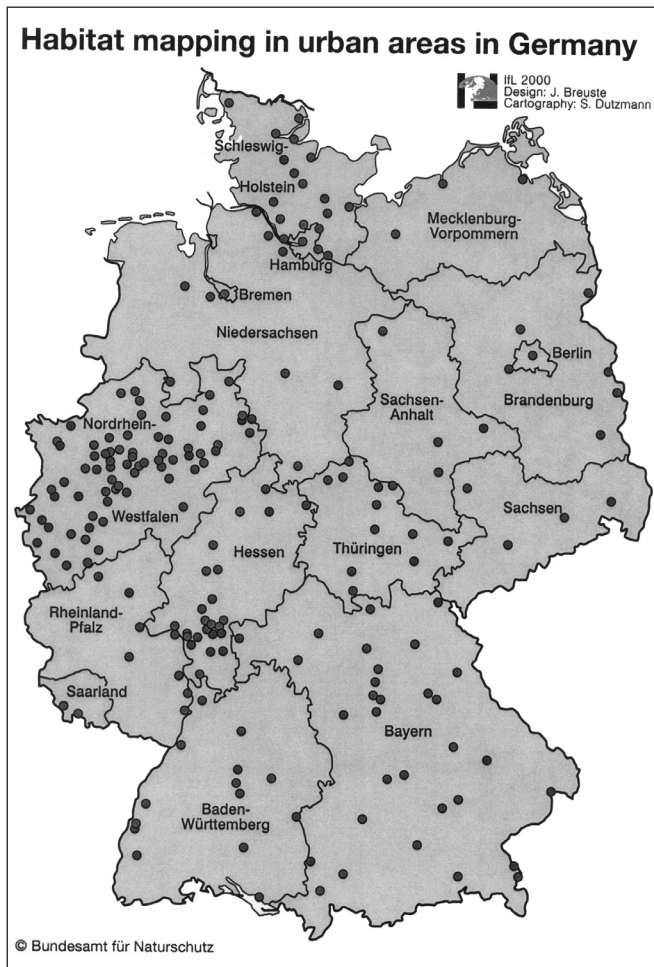 Habitat mapping in urban areas in Germany
IfL 2000
Design: J. Breuste
Cartography: S. Dutzmann
Schleswig-
Holstein
Mecklenburg-
Vorpommern
Hamburg
Bremen
Niedersachsen
Berlin
Brandenburg
Sachsen-
Anhalt
Nordrhein-
Westfalen
Sachsen
Hessen
Thüringen
Rheinland-
Pfalz
Saarland
Bayern
Baden-
Württemberg
© Bundesamt für Naturschutz